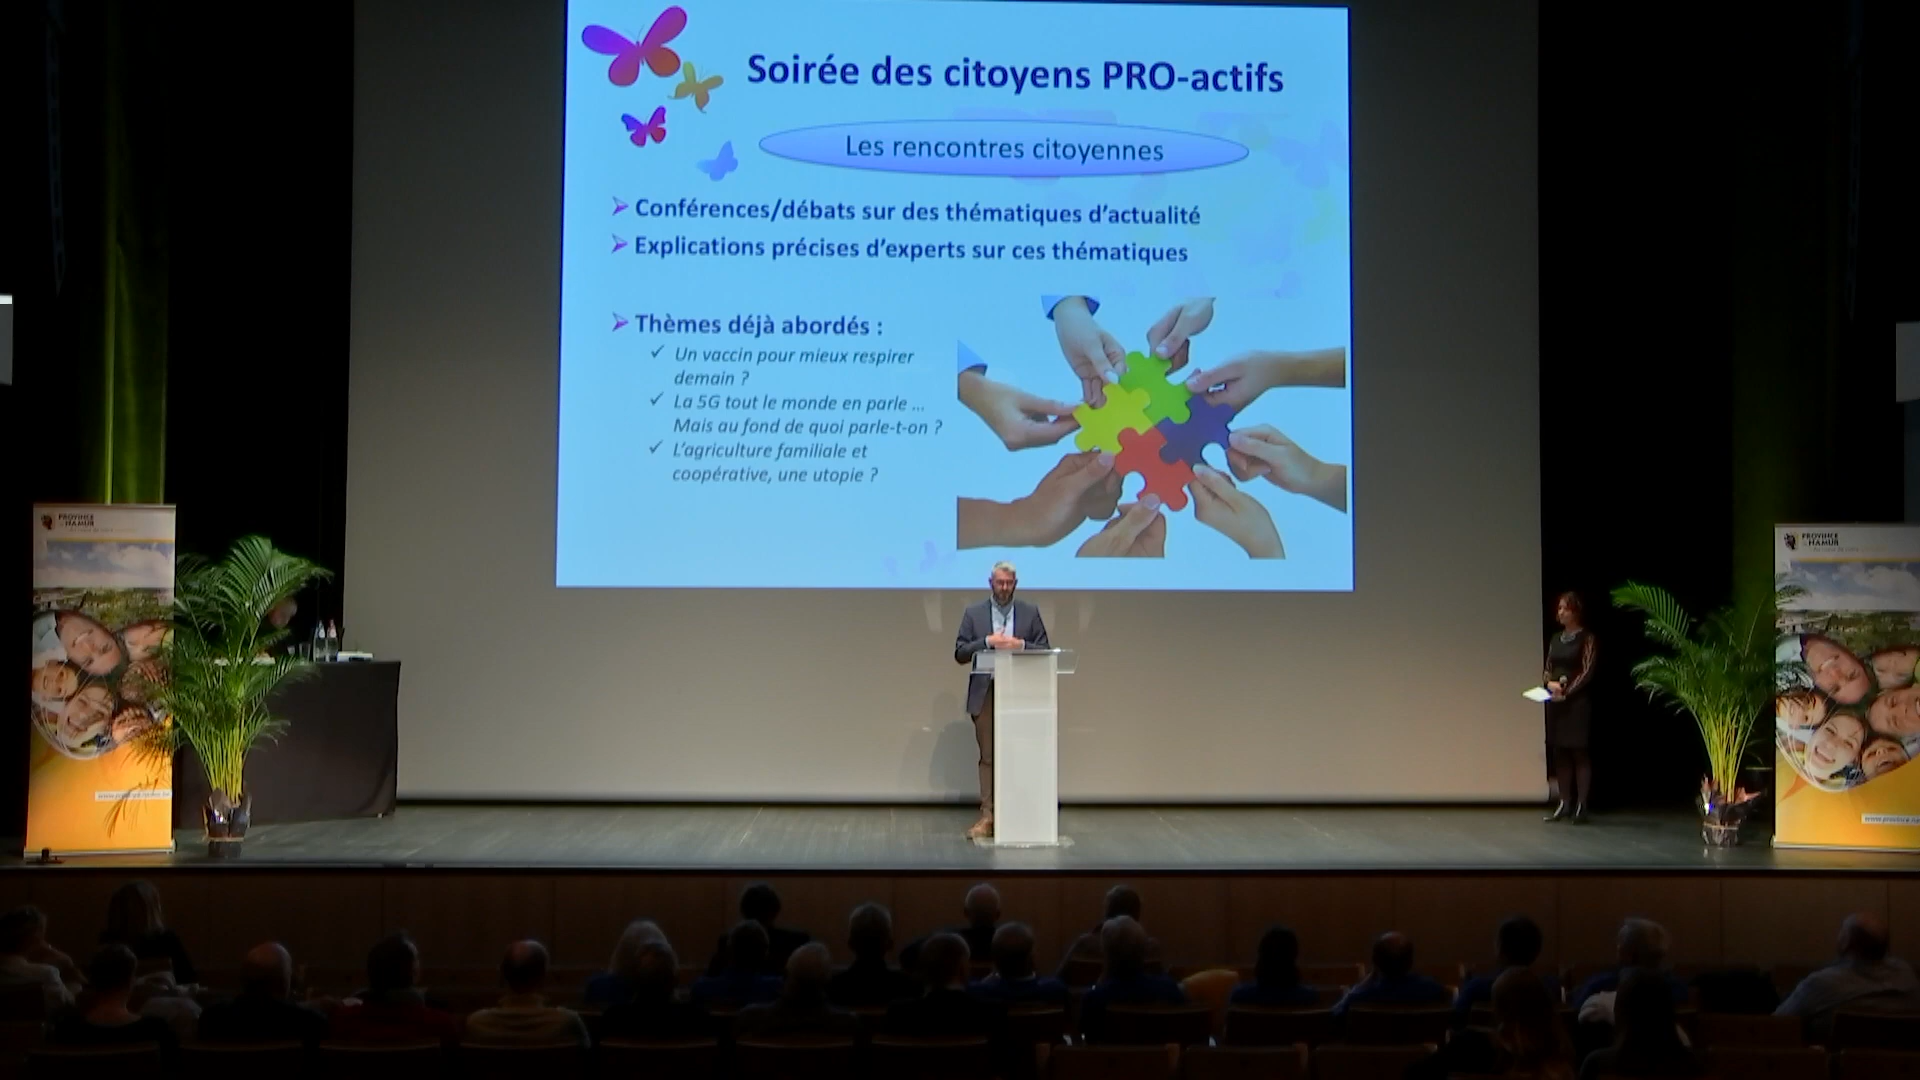 Soirée des citoyens PRO-actifs
Les rencontres citoyennes
Conférences/débats sur des thématiques d’actualité
Explications précises d’experts sur ces thématiques
Thèmes déjà abordés :
Un vaccin pour mieux respirer
demain ?
La 5G tout le monde en parle ...
Mais au fond de quoi parle-t-on ?
L’agriculture familiale et
coopérative, une utopie ?
PROVINCE
NAMUR
PROVINCE
NAMUR